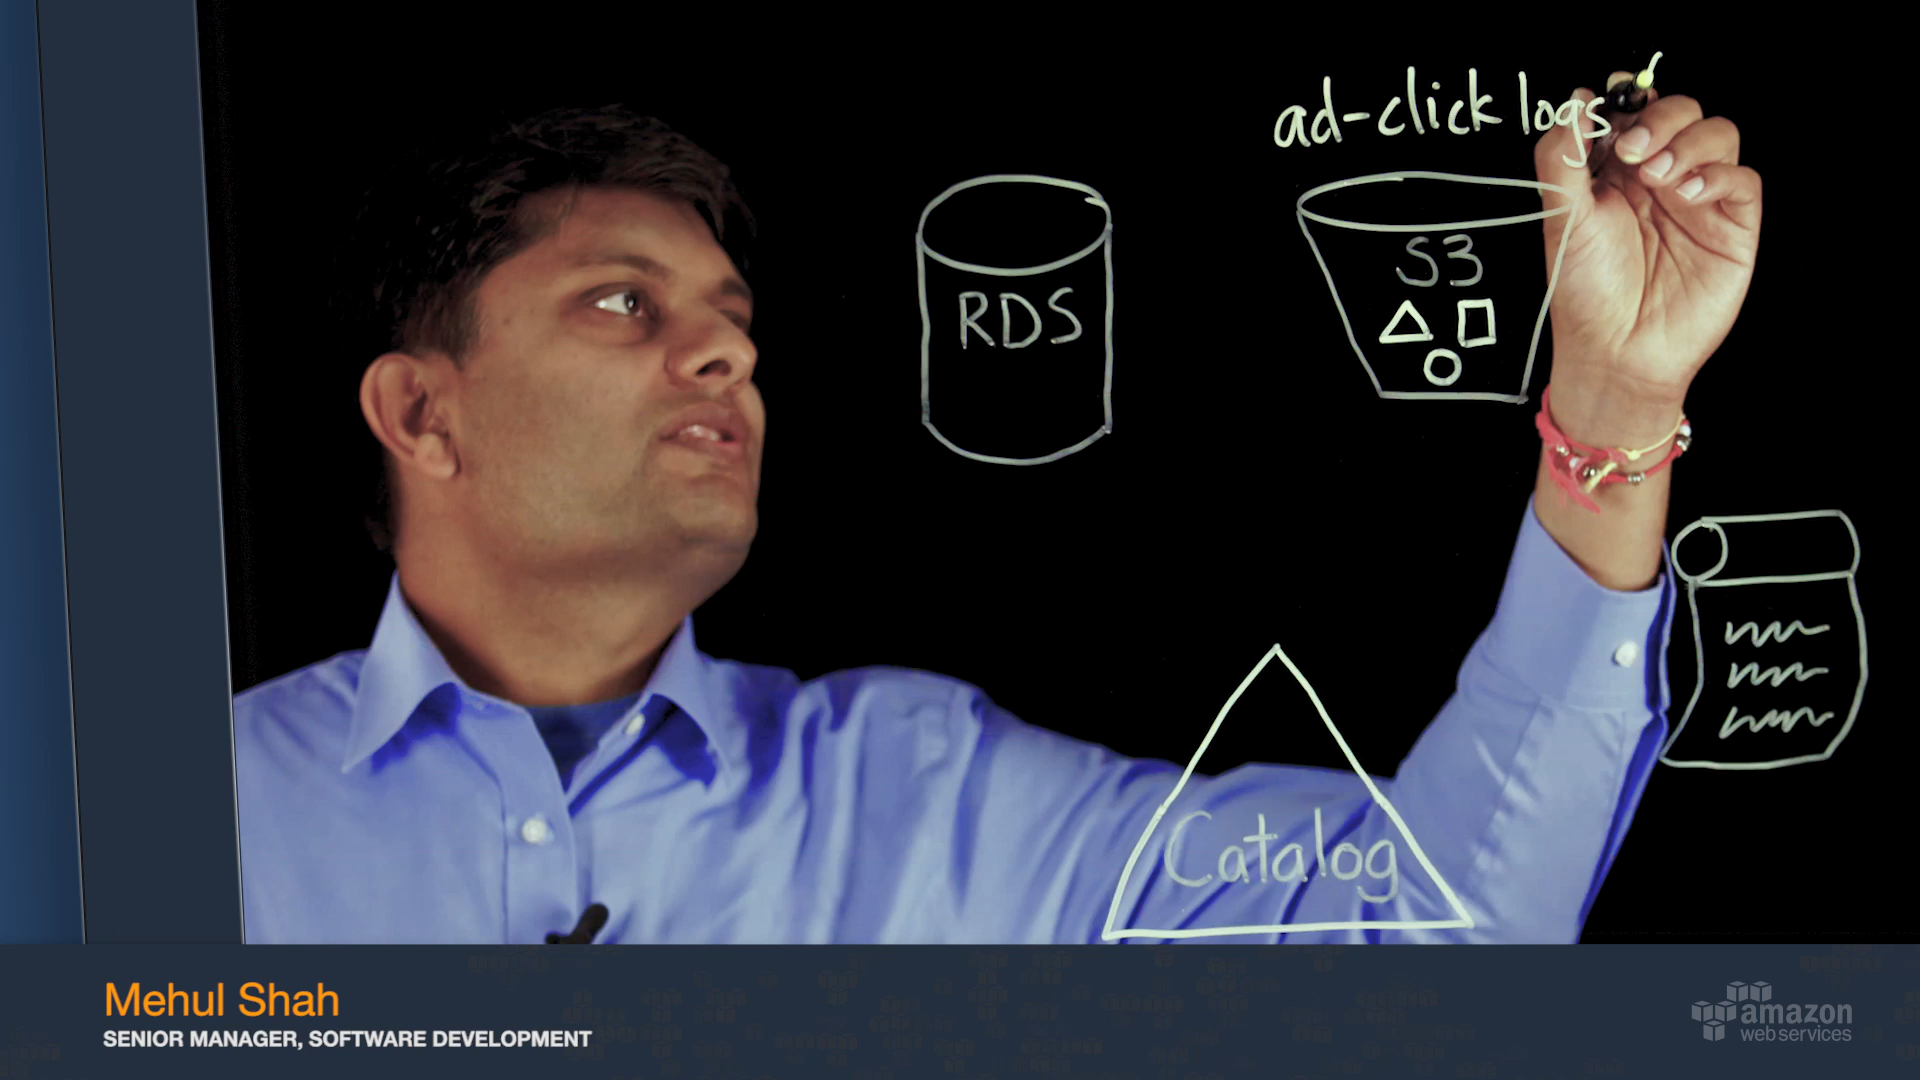 ad-click logs
RDS
S3
Catalog
Mehul Shah
SENIOR MANAGER, SOFTWARE DEVELOPMENT
amazon
web services